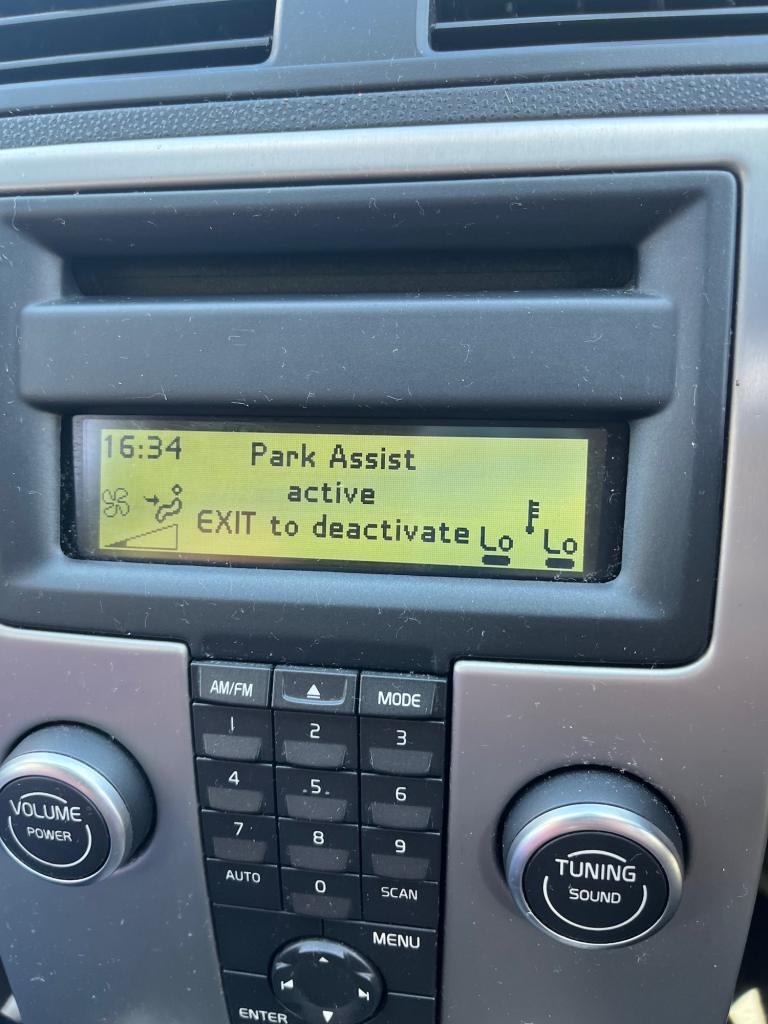 16:34
Park Assist
active
EXIT to deactivate
Lo
Lo
AM/FM
MODE
1
2
3
4
5
6
7
8
9
AUTO
0
SCAN
VOLUME
POWER
TUNING
SOUND
MENU
ENTER